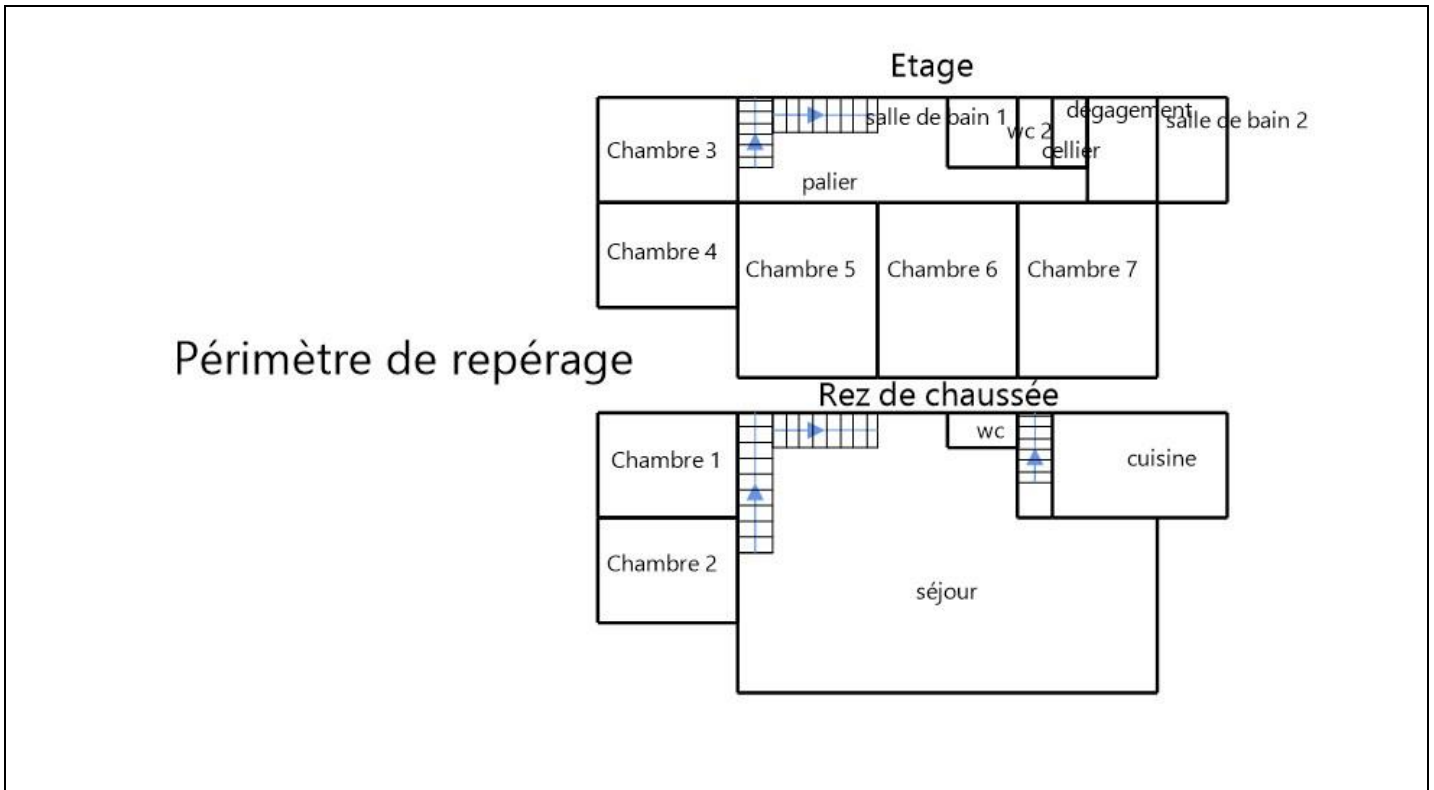 Etage
salle de bain 1
dégagement
salle de bain 2
wc 2
Chambre 3
cellier
palier
Chambre 4
Chambre 5
Chambre 6
Chambre 7
Périmètre de repérage
Rez de chaussée
wc
Chambre 1
cuisine
Chambre 2
séjour